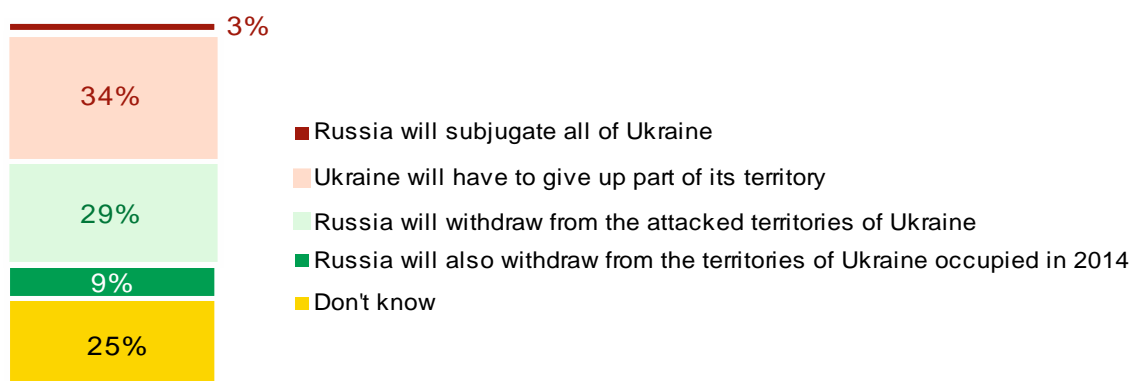 3%
34%
Russia will subjugate all of Ukraine
Ukraine will have to give up part of its territory
29%
Russia will withdraw from the attacked territories of Ukraine
Russia will also withdraw from the territories of Ukraine occupied in 2014
9%
Don't know
25%